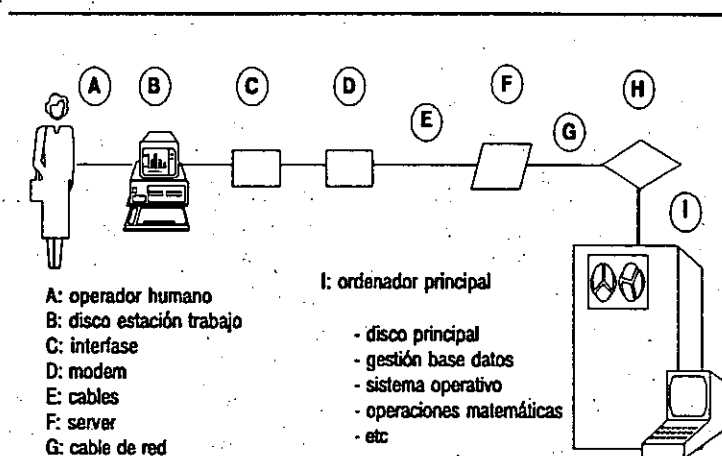 A
B
C
D
E
F
G
H
I
A: operador humano
B: disco estación trabajo
C: interfase
D: modem
E: cables
F: server
G: cable de red
I: ordenador principal
- disco principal
- gestión base datos
- sistema operativo
- operaciones matemáticas
- etc